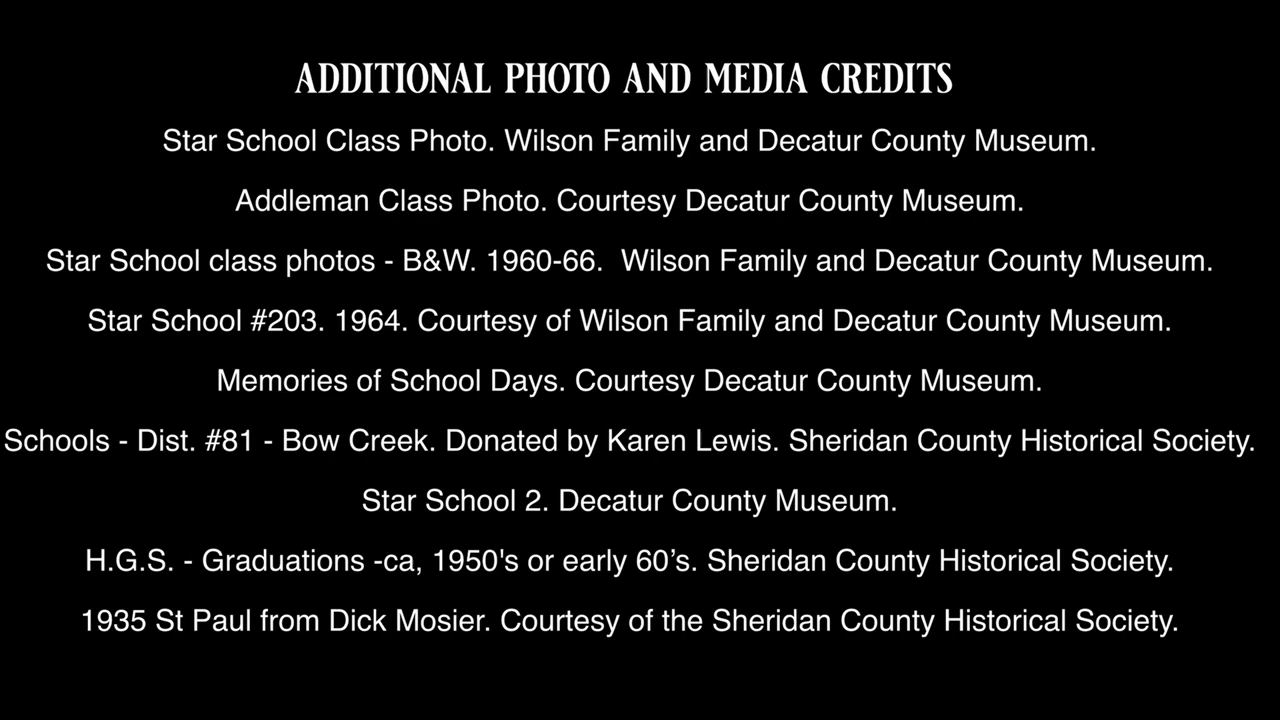 ADDITIONAL PHOTO AND MEDIA CREDITS
Star School Class Photo. Wilson Family and Decatur County Museum.
Addleman Class Photo. Courtesy Decatur County Museum.
Star School class photos - B&W. 1960-66.  Wilson Family and Decatur County Museum.
Star School #203. 1964. Courtesy of Wilson Family and Decatur County Museum.
Memories of School Days. Courtesy Decatur County Museum.
Schools - Dist. #81 - Bow Creek. Donated by Karen Lewis. Sheridan County Historical Society.
Star School 2. Decatur County Museum.
H.G.S. - Graduations -ca, 1950's or early 60’s. Sheridan County Historical Society.
1935 St Paul from Dick Mosier. Courtesy of the Sheridan County Historical Society.